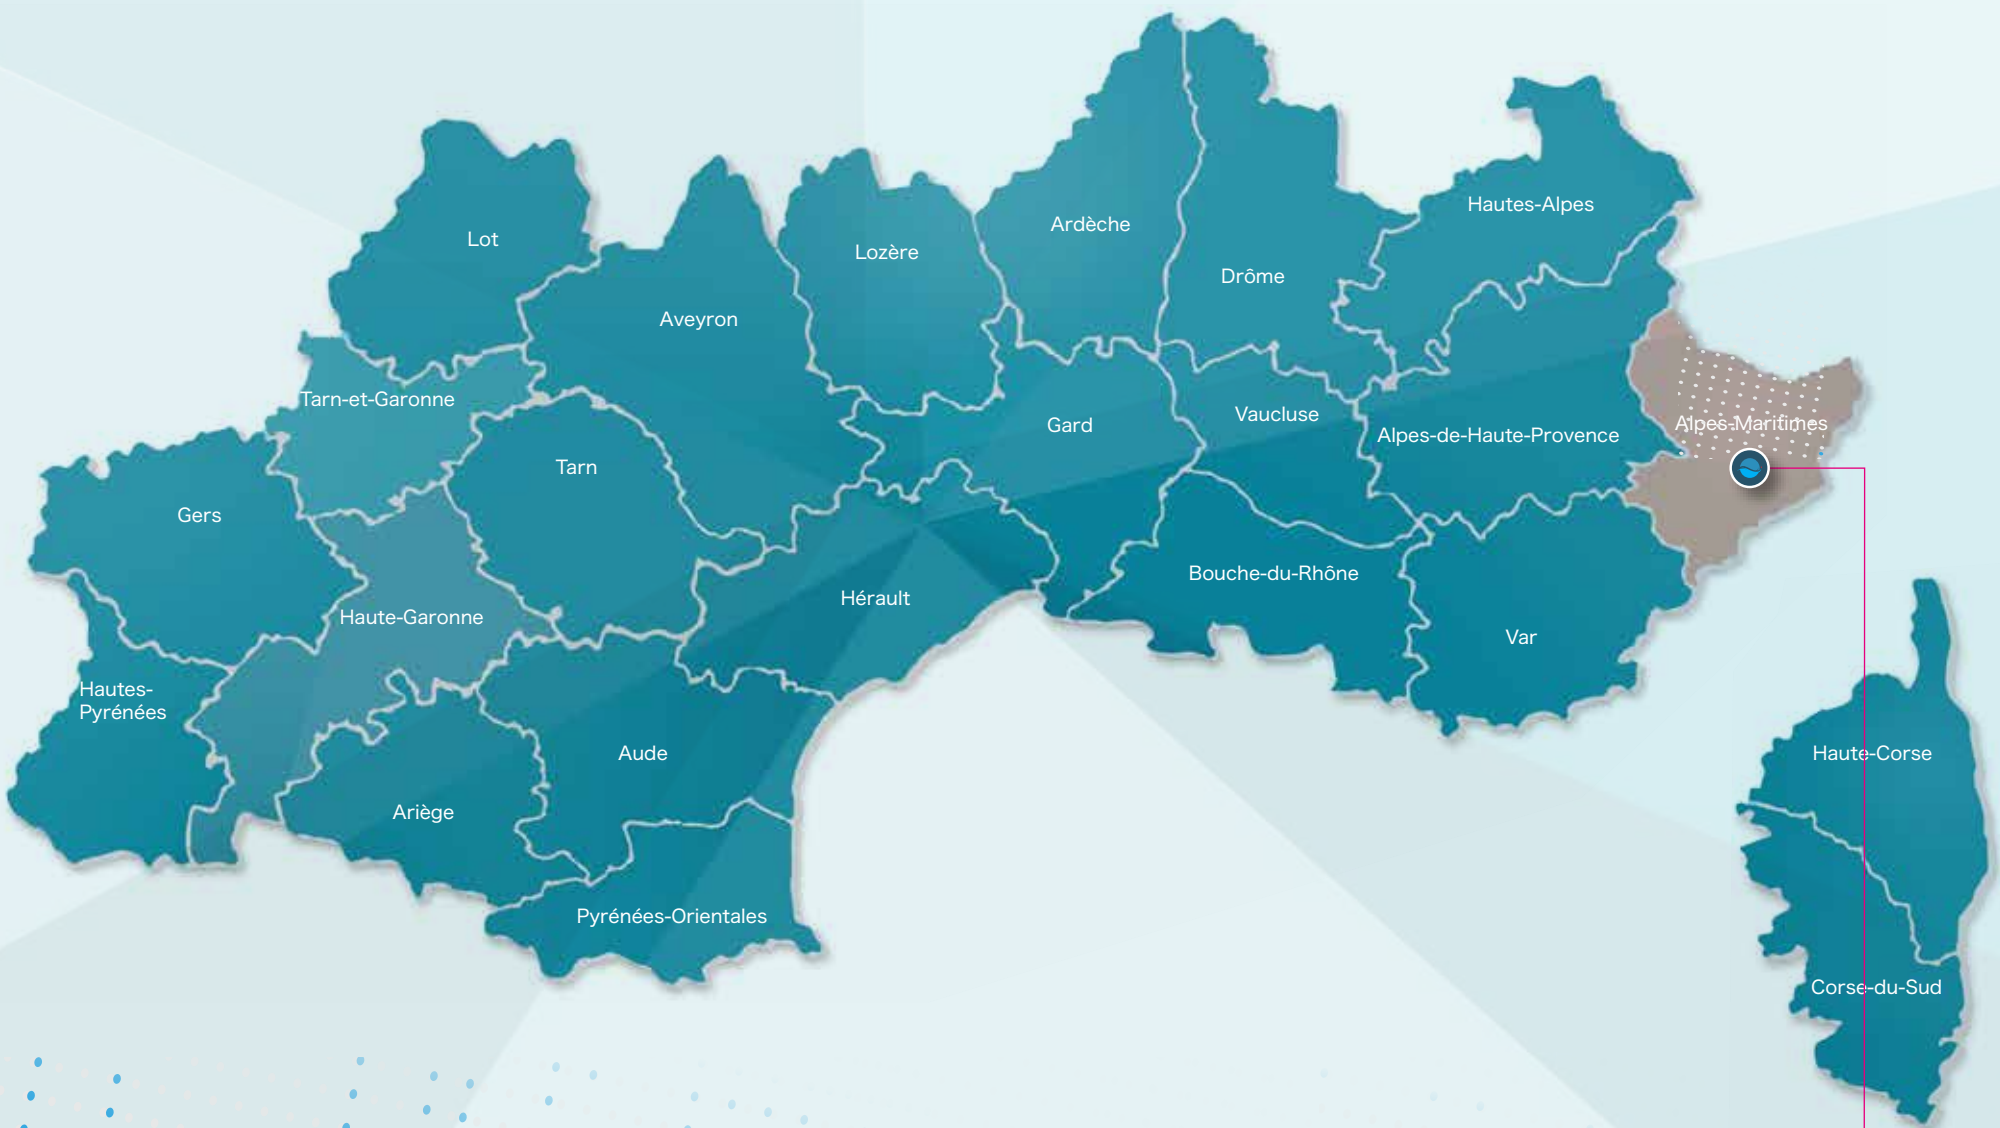 Hautes-Alpes
Ardèche
Lot
Lozère
Drôme
Aveyron
Tarn-et-Garonne
Vaucluse
Gard
Alpes-Maritimes
Alpes-de-Haute-Provence
Tarn
Gers
Bouche-du-Rhône
Hérault
Haute-Garonne
Var
Hautes-
Pyrénées
Aude
Haute-Corse
Ariège
Pyrénées-Orientales
Corse-du-Sud